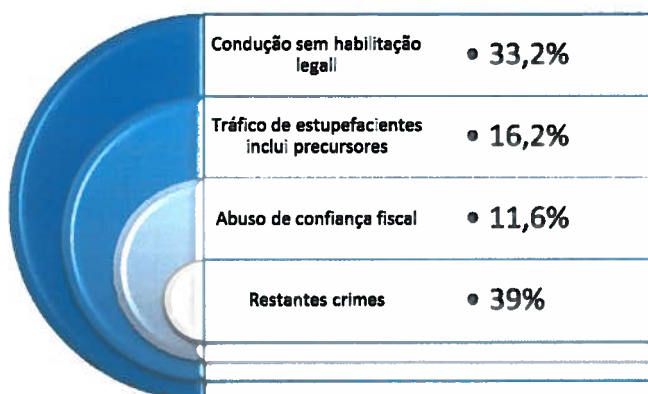 Condução sem habilitação
legall
• 33,2%
Tráfico de estupefacientes
inclui precursores
• 16,2%
Abuso de confiança fiscal
• 11,6%
Restantes crimes
• 39%